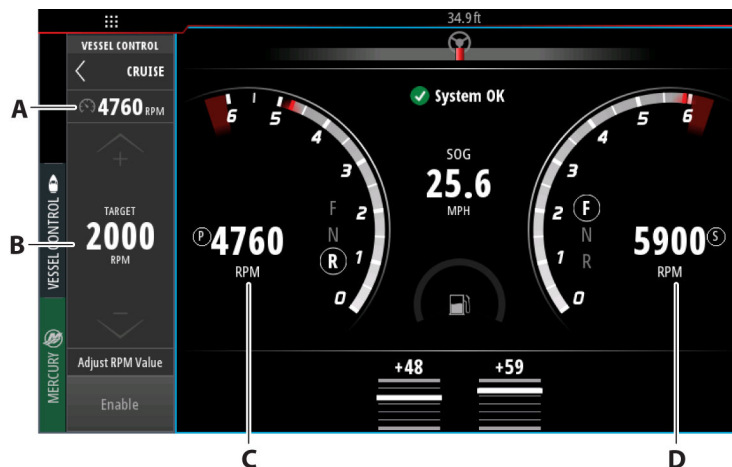 34.9 ft
VESSEL CONTROL
CRUISE
A
4760 RPM
+
TARGET
B
2000
RPM
–
Adjust RPM Value
Enable
VESSEL CONTROL
MERCURY
System OK
SOG
25.6
MPH
6 5 4 3 2 1 0
F
N
R
P 4760
RPM
6 5 4 3 2 1 0
F
N
R
5900 S
RPM
+48 +59
C D